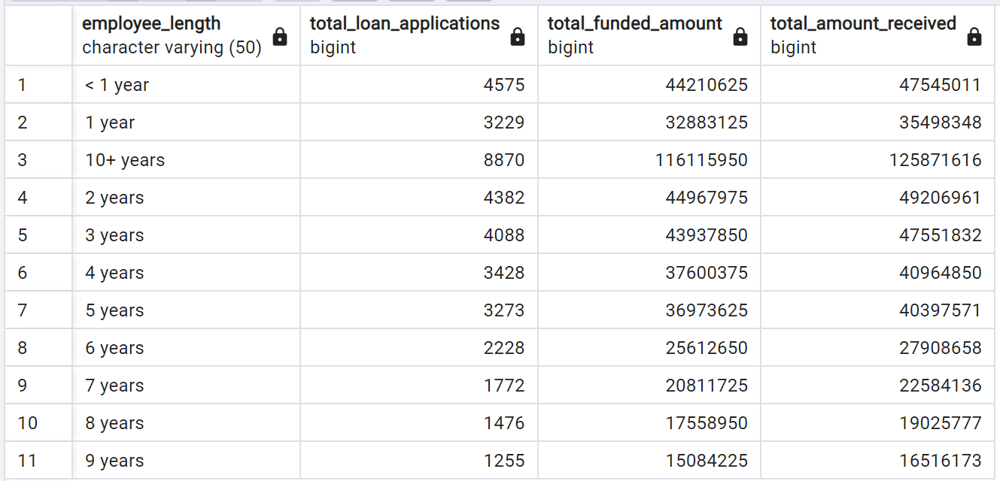 employee_length total_loan_applications total_funded_amount total_amount_received
character varying (50) bigint bigint bigint
1 < 1 year 4575 44210625 47545011
2 1 year 3229 32883125 35498348
3 10+ years 8870 116115950 125871616
4 2 years 4382 44967975 49206961
5 3 years 4088 43937850 47551832
6 4 years 3428 37600375 40964850
7 5 years 3273 36973625 40397571
8 6 years 2228 25612650 27908658
9 7 years 1772 20811725 22584136
10 8 years 1476 17558950 19025777
11 9 years 1255 15084225 16516173